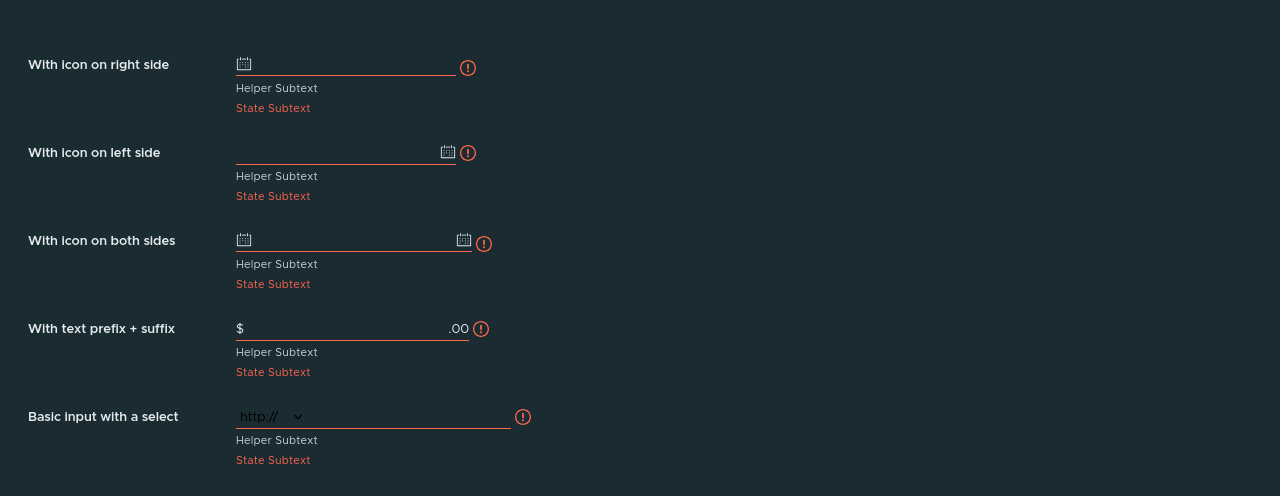 With icon on right side
Helper Subtext
State Subtext
With icon on left side
Helper Subtext
State Subtext
With icon on both sides
Helper Subtext
State Subtext
With text prefix + suffix $ .00
Helper Subtext
State Subtext
Basic input with a select http://
Helper Subtext
State Subtext